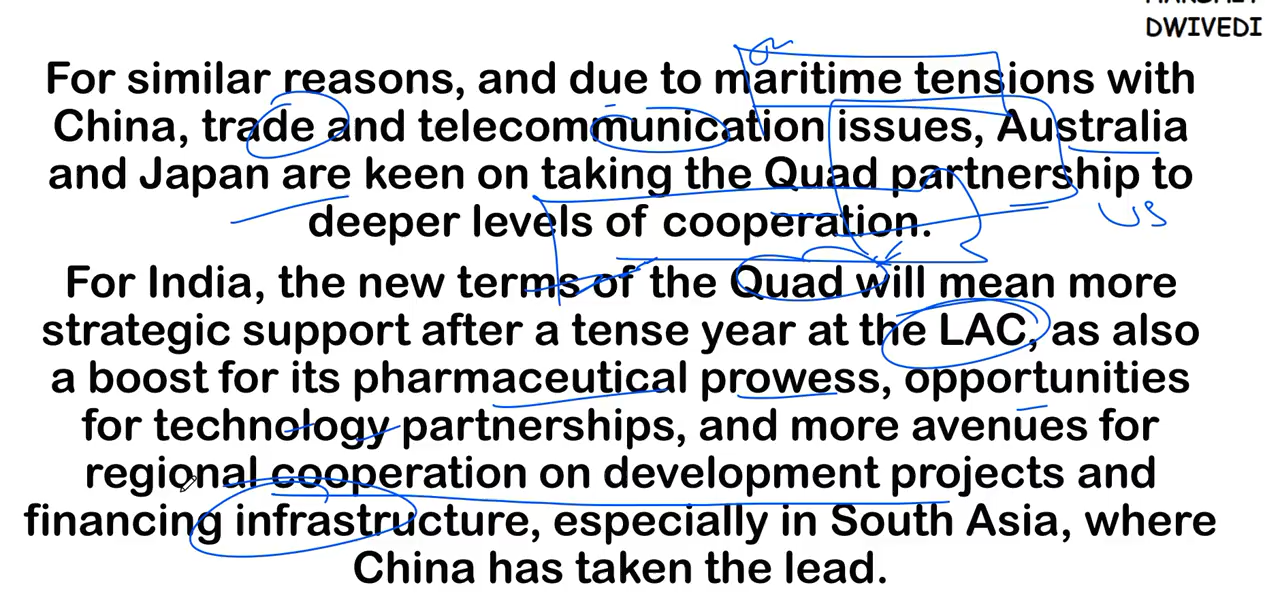 DWIVEDI
For similar reasons, and due to maritime tensions with
China, trade and telecommunication issues, Australia
and Japan are keen on taking the Quad partnership to
deeper levels of cooperation.
US
For India, the new terms of the Quad will mean more
strategic support after a tense year at the LAC, as also
a boost for its pharmaceutical prowess, opportunities
for technology partnerships, and more avenues for
regional cooperation on development projects and
financing infrastructure, especially in South Asia, where
China has taken the lead.